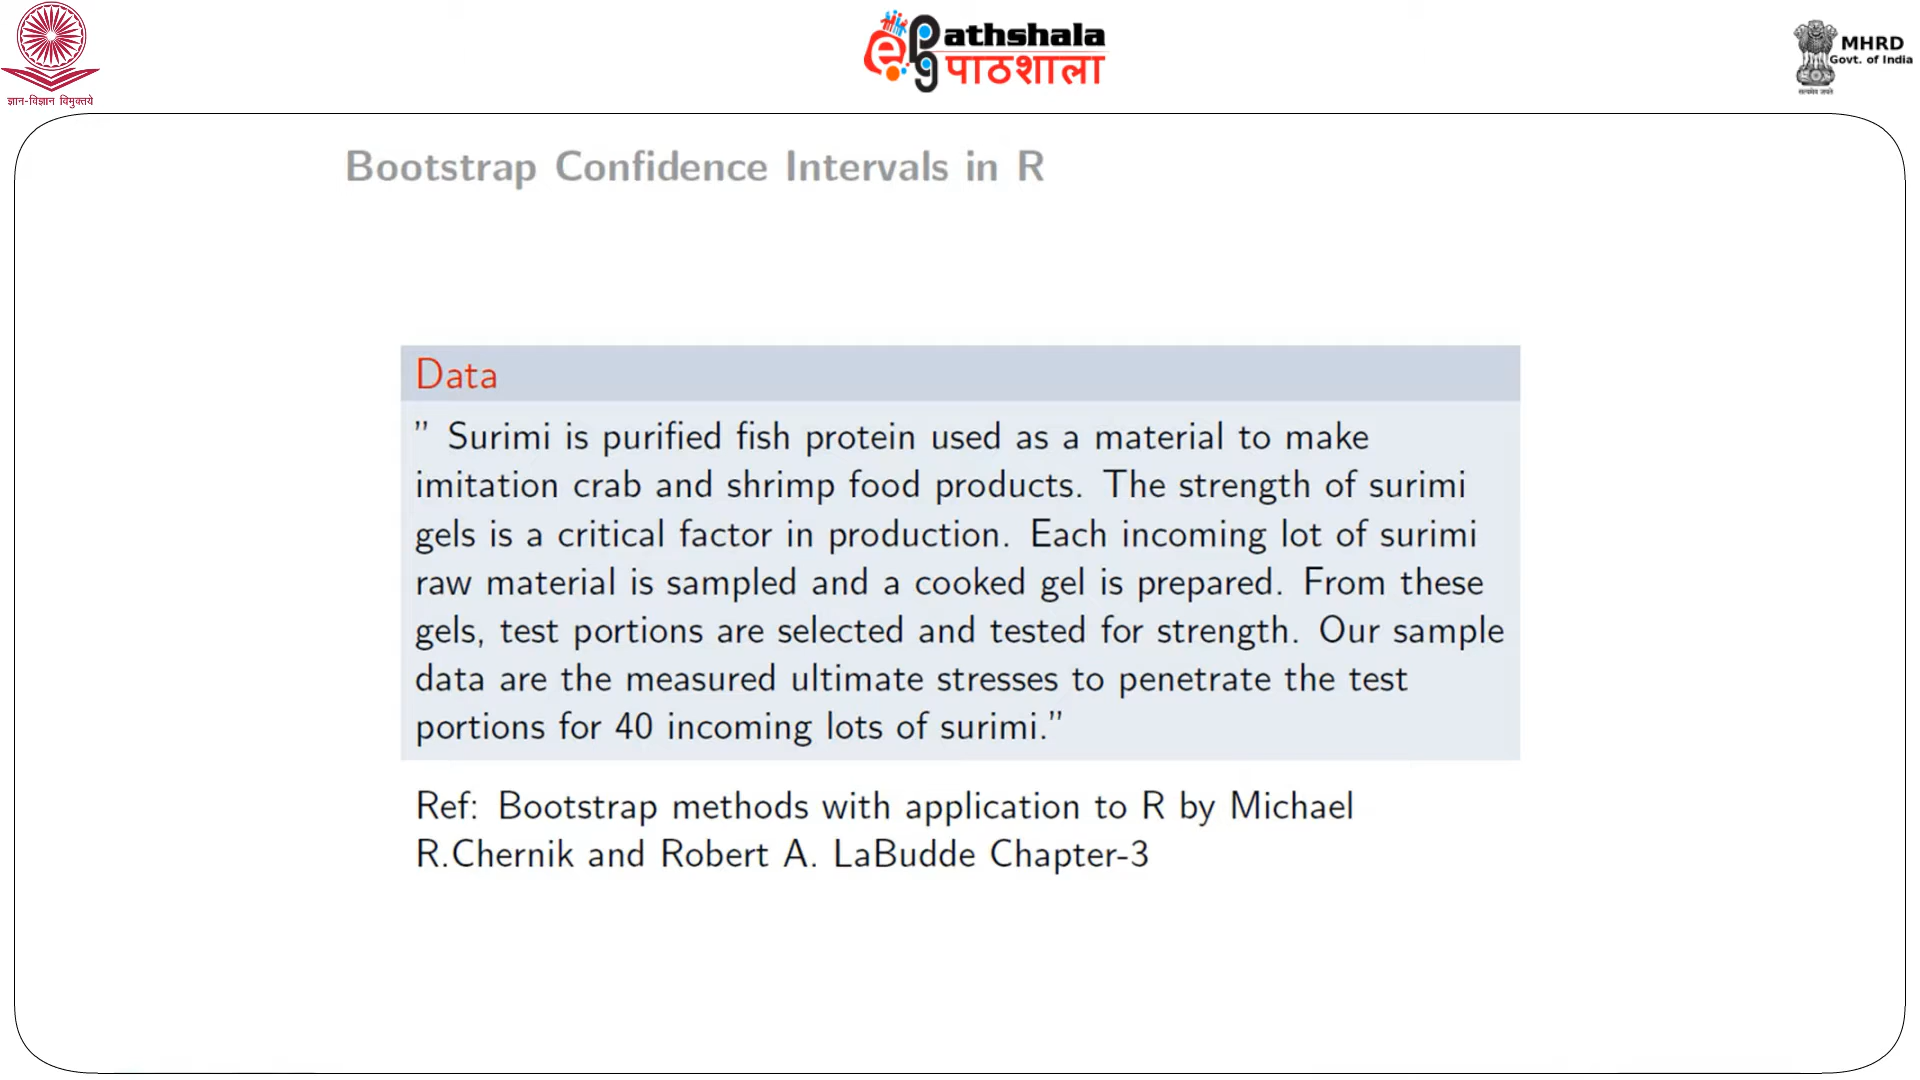 ज्ञान-विज्ञान विमुक्तये
ePg athshala
पाठशाला
MHRD
Govt. of India
सत्यमेव जयते
Bootstrap Confidence Intervals in R
Data
” Surimi is purified fish protein used as a material to make
imitation crab and shrimp food products. The strength of surimi
gels is a critical factor in production. Each incoming lot of surimi
raw material is sampled and a cooked gel is prepared. From these
gels, test portions are selected and tested for strength. Our sample
data are the measured ultimate stresses to penetrate the test
portions for 40 incoming lots of surimi.”
Ref: Bootstrap methods with application to R by Michael
R.Chernik and Robert A. LaBudde Chapter-3